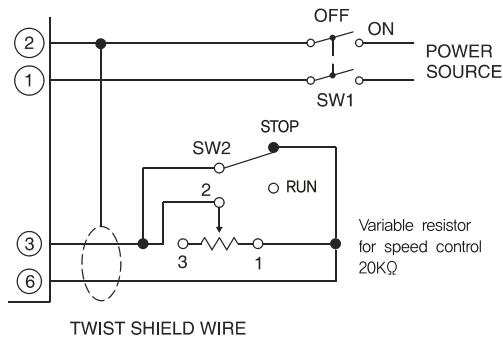 OFF
ON
2
POWER
SOURCE
1
SW1
STOP
SW2
RUN
2
3
3
1
Variable resistor
for speed control
20KΩ
6
TWIST SHIELD WIRE